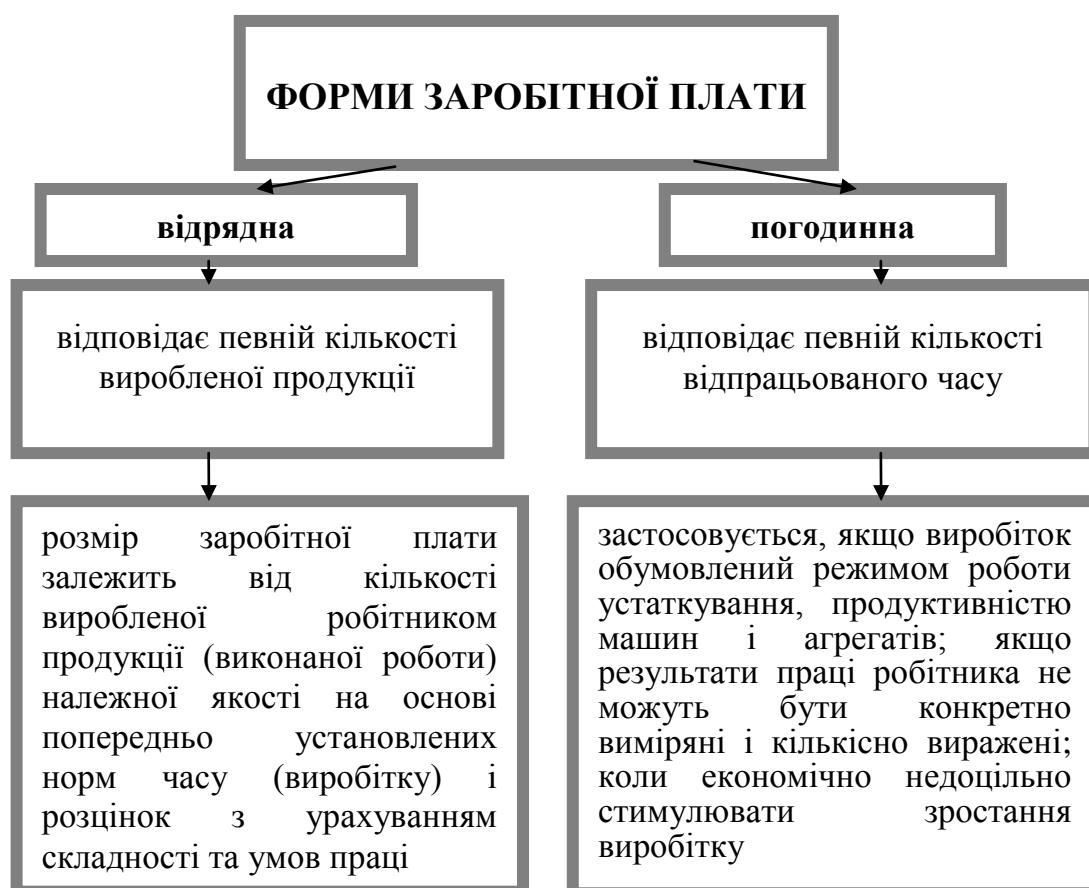 ФОРМИ ЗАРОБІТНОЇ ПЛАТИ
відрядна
погодинна
відповідає певній кількості
виробленої продукції
відповідає певній кількості
відпрацьованого часу
розмір заробітної плати
залежить від кількості
виробленої робітником
продукції (виконаної роботи)
належної якості на основі
попередньо установлених
норм часу (виробітку) і
розцінок з урахуванням
складності та умов праці
застосовується, якщо виробіток
обумовлений режимом роботи
устаткування, продуктивністю
машин і агрегатів; якщо
результати праці робітника не
можуть бути конкретно
виміряні і кількісно виражені;
коли економічно недоцільно
стимулювати зростання
виробітку